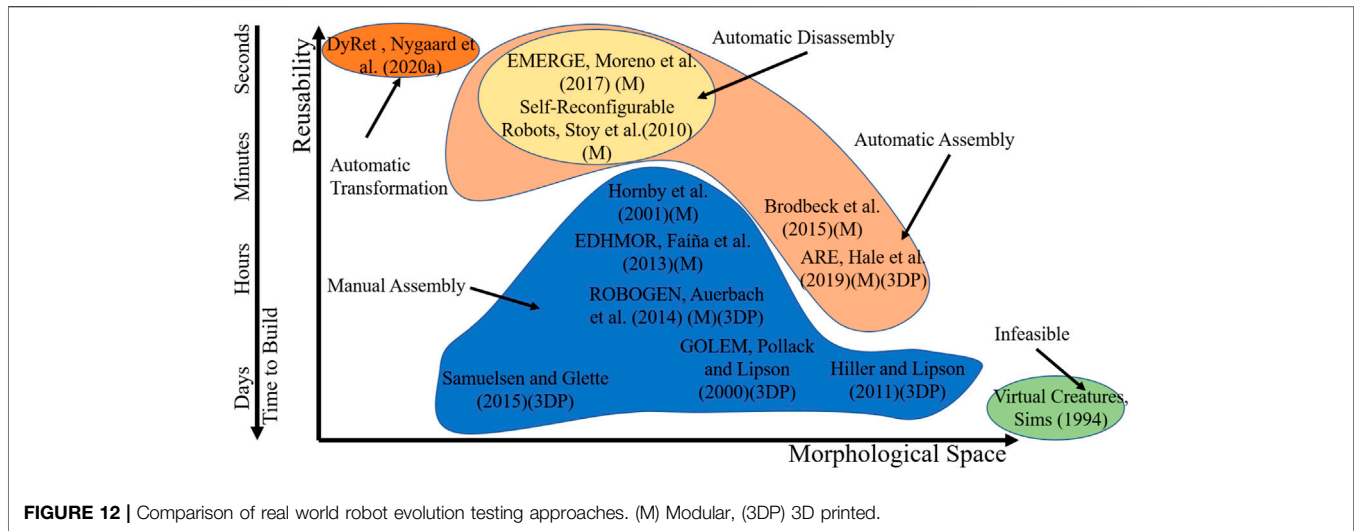 Seconds
Minutes
Hours
Days
Time to Build
Reusability
DyRet , Nygaard et
al. (2020a)
Automatic
Transformation
EMERGE, Moreno et al.
(2017) (M)
Self-Reconfigurable
Robots, Stoy et al.(2010)
(M)
Automatic Disassembly
Automatic Assembly
Hornby et al.
(2001)(M)
Brodbeck et al.
(2015)(M)
EDHMOR, Faíña et al.
(2013)(M)
ARE, Hale et al.
(2019)(M)(3DP)
Manual Assembly
ROBOGEN, Auerbach
et al. (2014) (M)(3DP)
GOLEM, Pollack
and Lipson
(2000)(3DP)
Samuelsen and Glette
(2015)(3DP)
Hiller and Lipson
(2011)(3DP)
Infeasible
Virtual Creatures,
Sims (1994)
Morphological Space
FIGURE 12 | Comparison of real world robot evolution testing approaches. (M) Modular, (3DP) 3D printed.